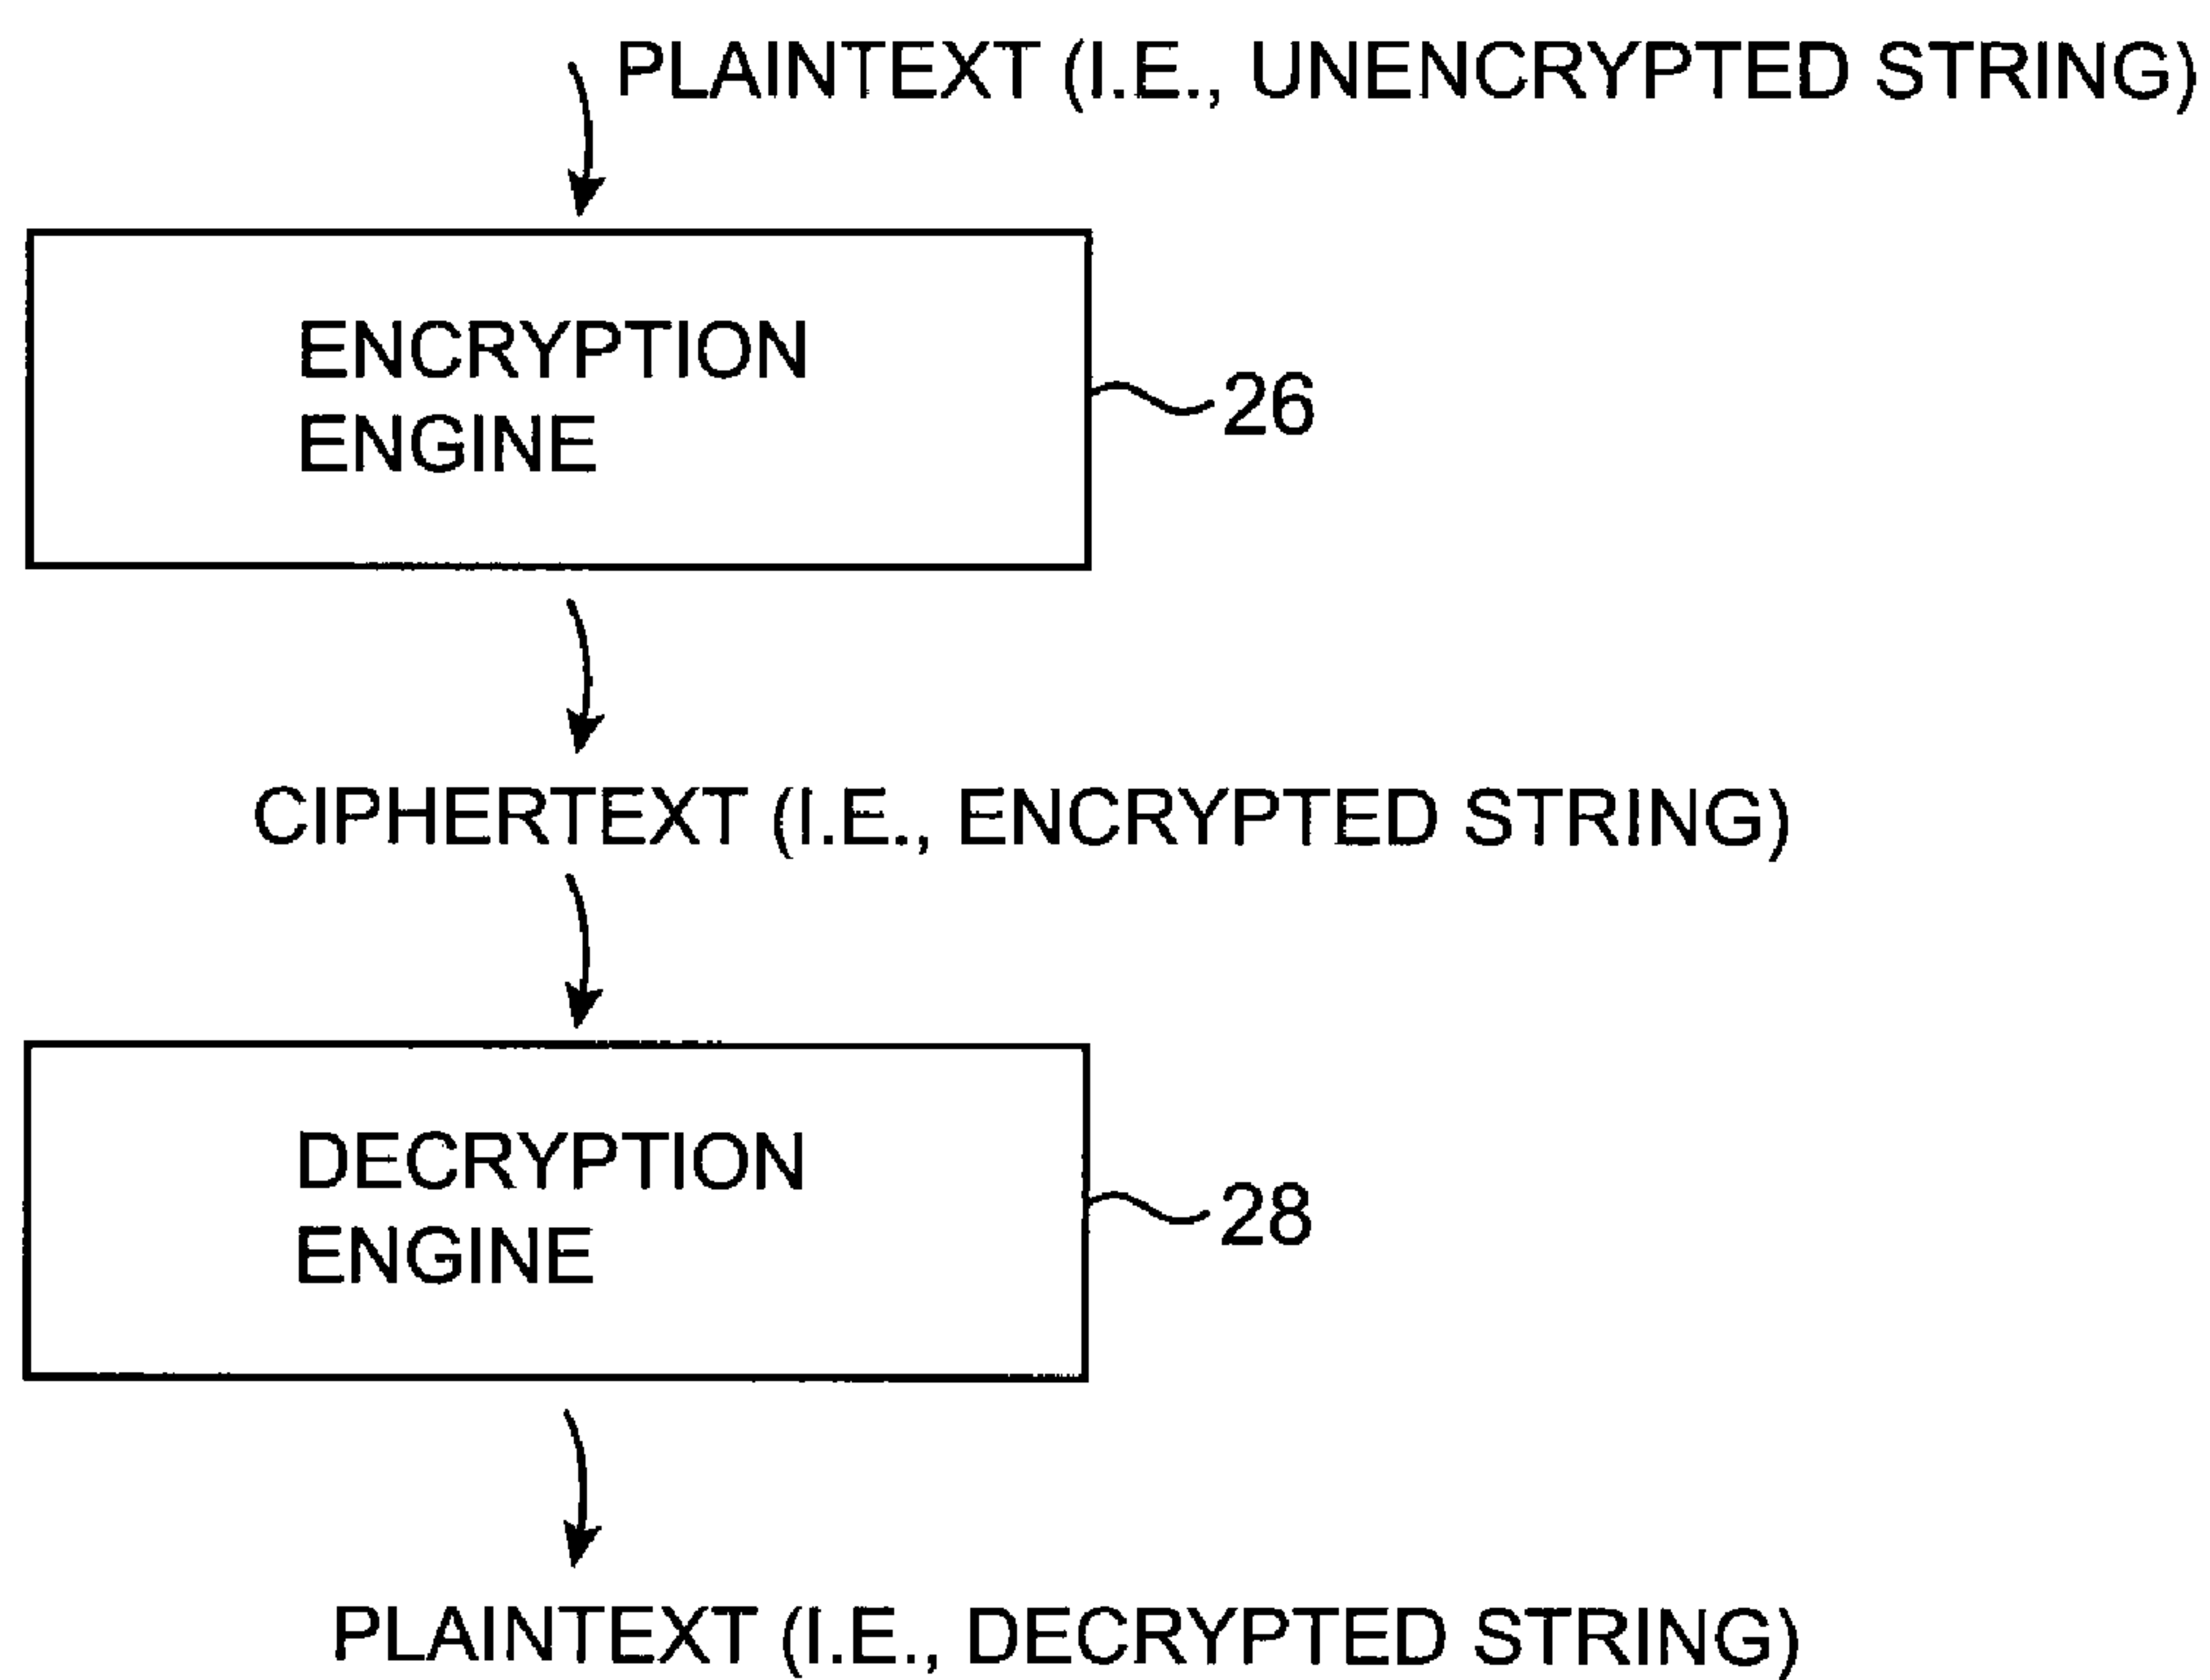 PLAINTEXT (I.E., UNENCRYPTED STRING)
ENCRYPTION
ENGINE
26
CIPHERTEXT (I.E., ENCRYPTED STRING)
DECRYPTION
ENGINE
28
PLAINTEXT (I.E., DECRYPTED STRING)